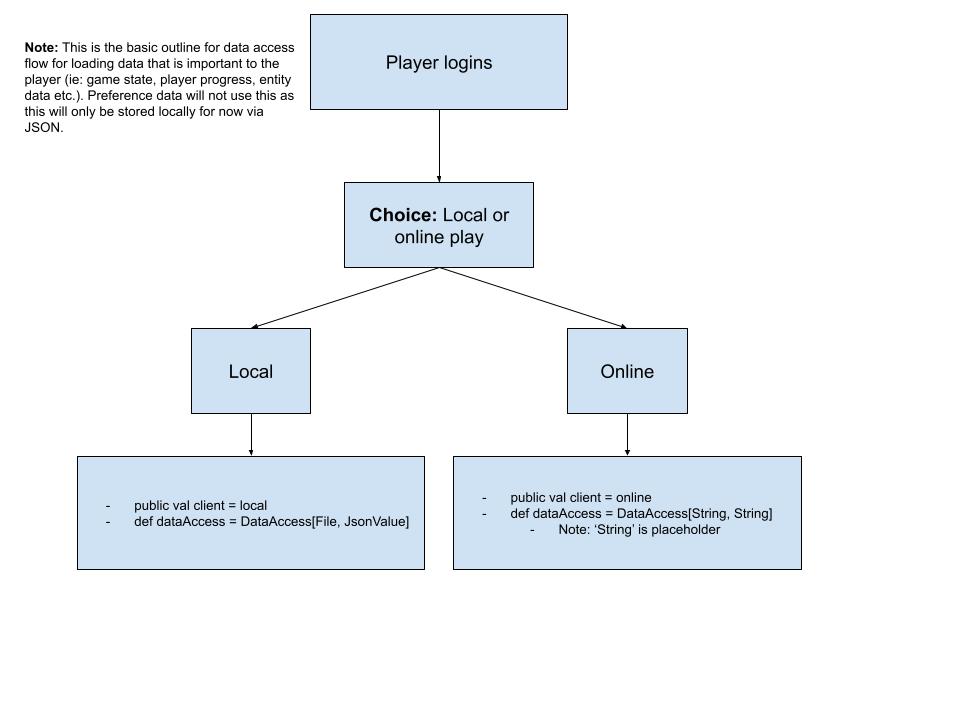 Note: This is the basic outline for data access
flow for loading data that is important to the
player (ie: game state, player progress, entity
data etc.). Preference data will not use this as
this will only be stored locally for now via
JSON.
Player logins
Choice: Local or
online play
Local
Online
- public val client = local
- def dataAccess = DataAccess[File, JsonValue]
- public val client = online
- def dataAccess = DataAccess[String, String]
- Note: ‘String’ is placeholder